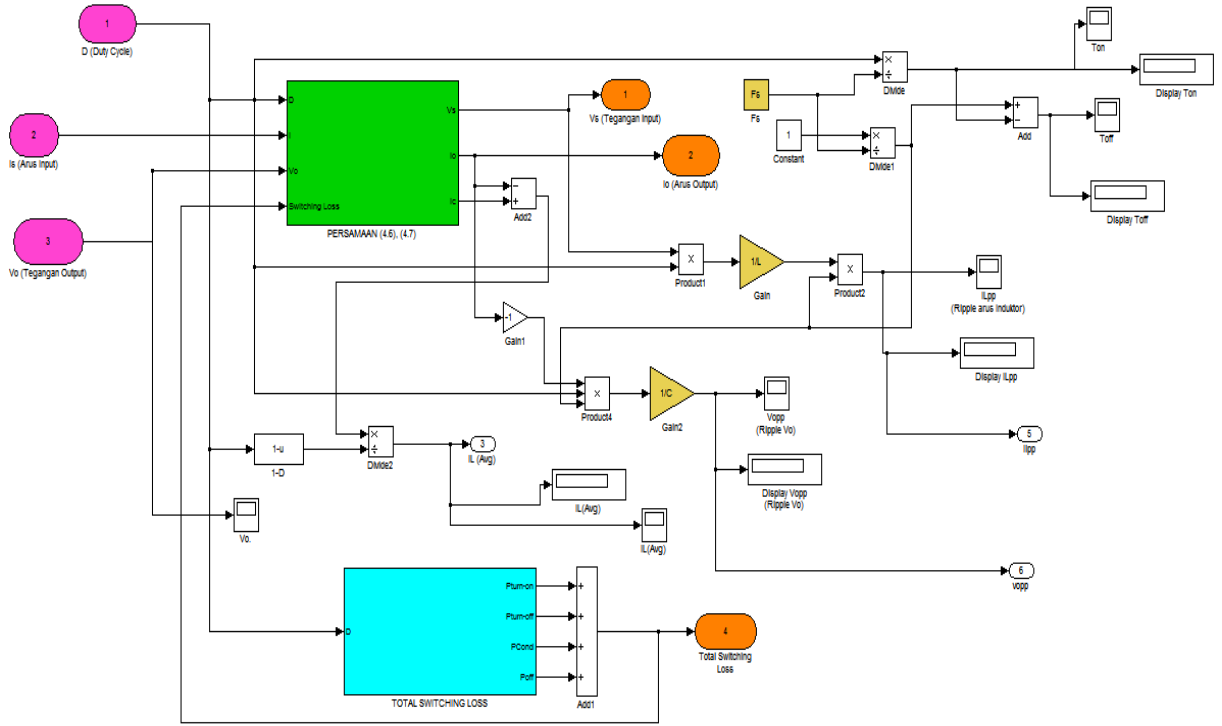 1
D (Duty Cycle)
2
Is (Arus Input)
3
Vo (Tegangan Output)
D
I
Vo
Switching Loss
Vs
Io
Ic
PERSAMAAN (4.6), (4.7)
1
Vs (Tegangan Input)
2
Io (Arus Output)
−
+
Add2
Fs
Fs
1
Constant
×
÷
Divide
×
÷
Divide1
Ton
Display Ton
+
−
Add
Toff
Display Toff
X
Product1
1/L
Gain
X
Product2
ILpp
(Ripple arus induktor)
Display ILpp
5
Ilpp
-1
Gain1
X
Product4
1/C
Gain2
Vopp
(Ripple Vo)
Display Vopp
(Ripple Vo)
6
vopp
1-u
1-D
×
÷
Divide2
3
IL (Avg)
IL(Avg)
IL(Avg)
Vo.
D
Pturn-on
Pturn-off
PCond
Poff
TOTAL SWITCHING LOSS
+
+
+
+
Add1
4
Total Switching
Loss